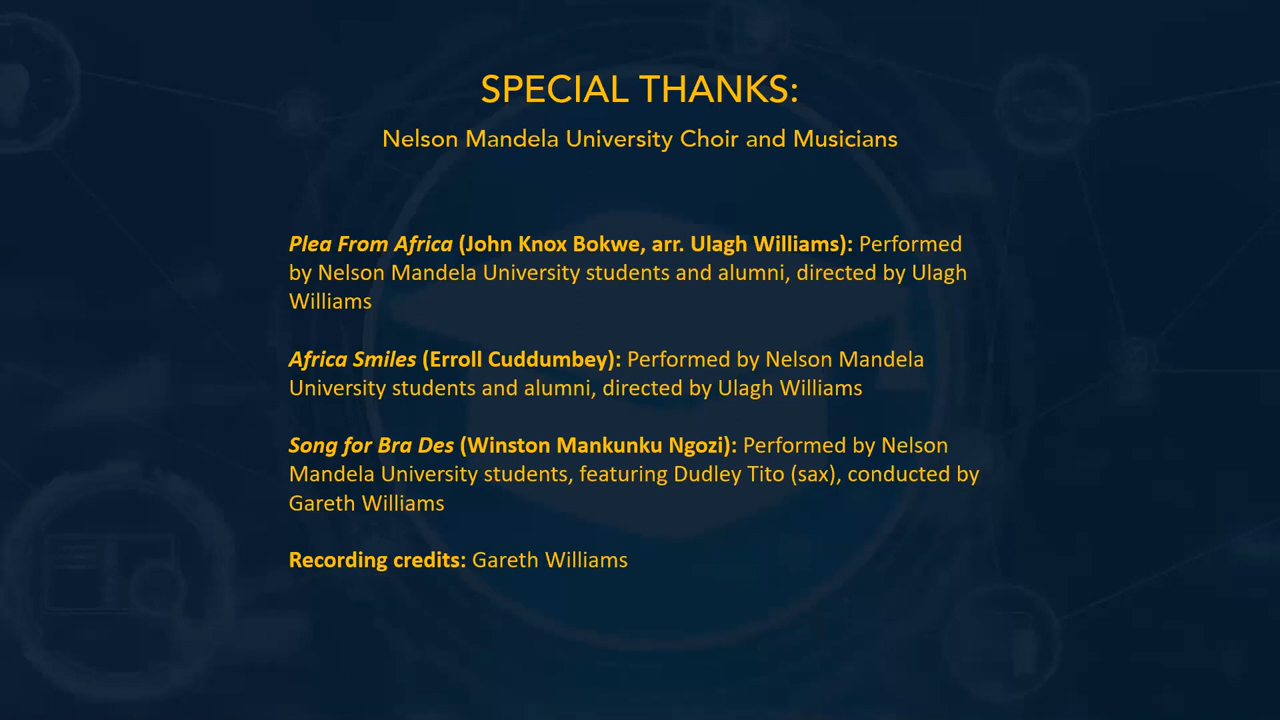 SPECIAL THANKS:
Nelson Mandela University Choir and Musicians
Plea From Africa (John Knox Bokwe, arr. Ulagh Williams): Performed
by Nelson Mandela University students and alumni, directed by Ulagh
Williams
Africa Smiles (Erroll Cuddumbey): Performed by Nelson Mandela
University students and alumni, directed by Ulagh Williams
Song for Bra Des (Winston Mankunku Ngozi): Performed by Nelson
Mandela University students, featuring Dudley Tito (sax), conducted by
Gareth Williams
Recording credits: Gareth Williams